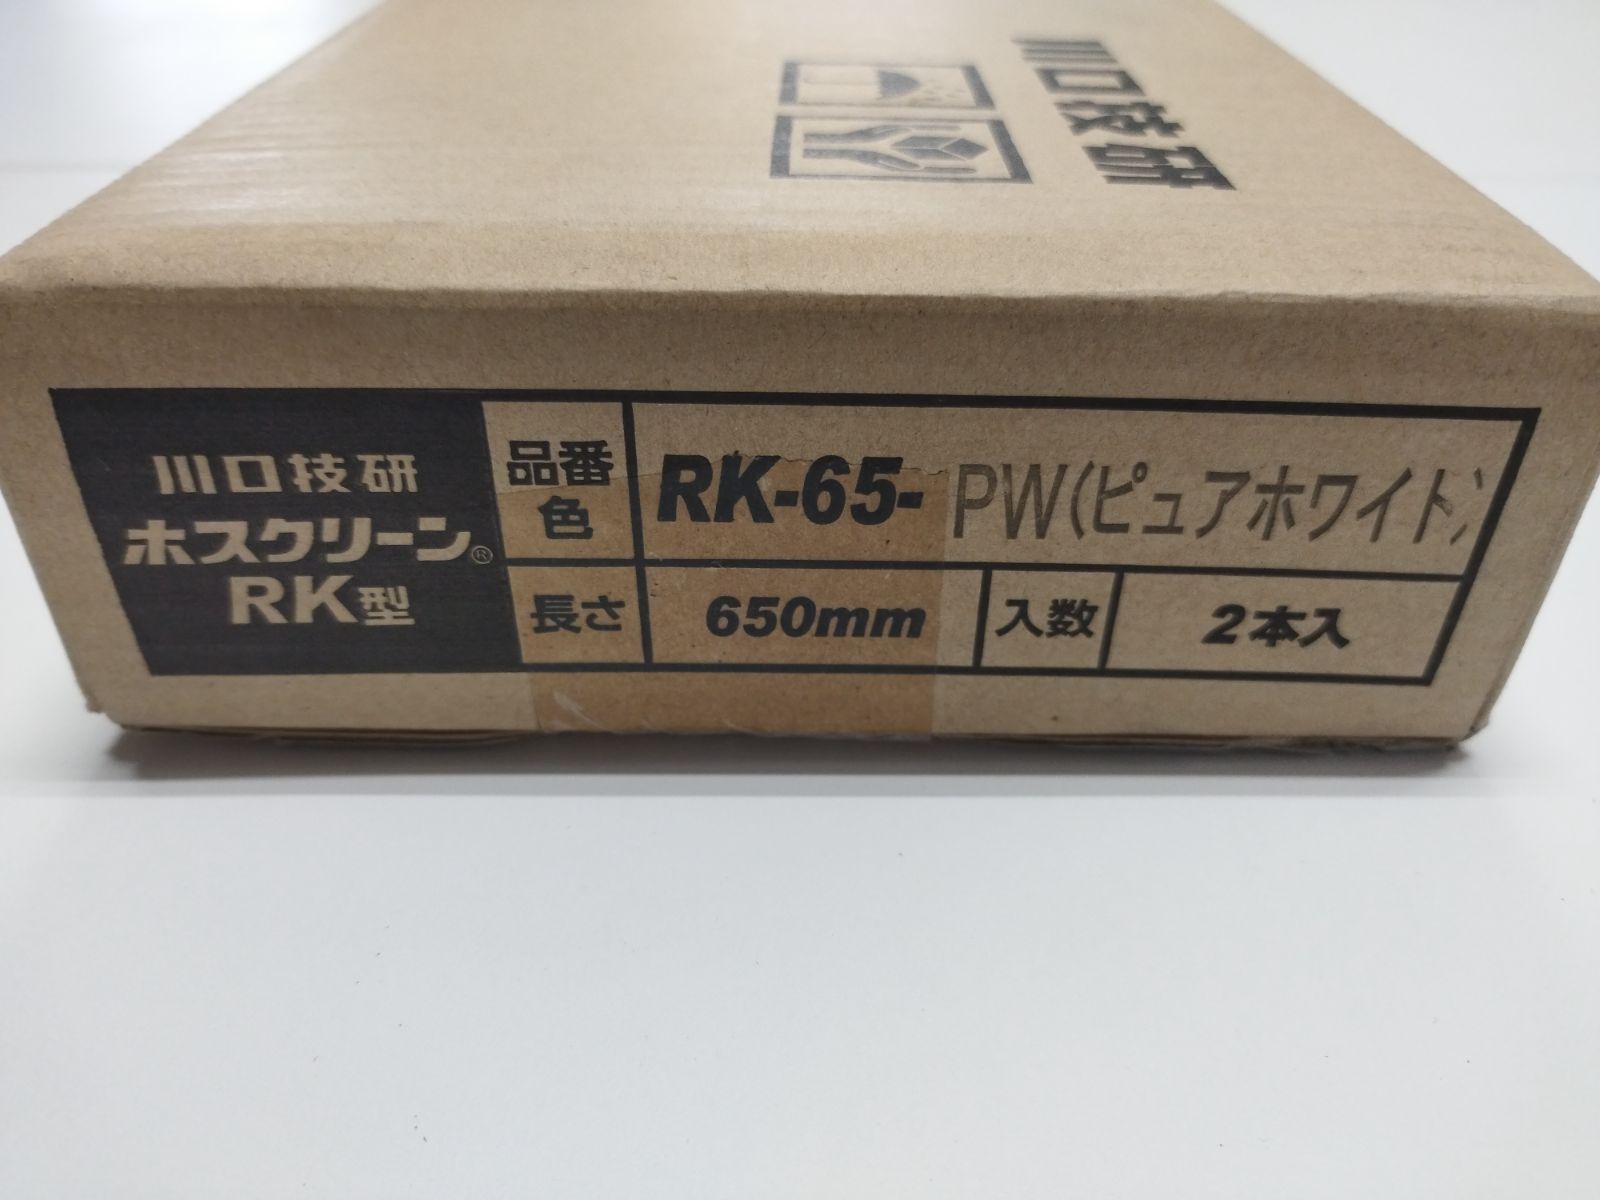 川口技研
川口技研
ホスクリーン®
RK型
品番
色
RK-65-PW(ピュアホワイト)
長さ
650mm
入数
2本入